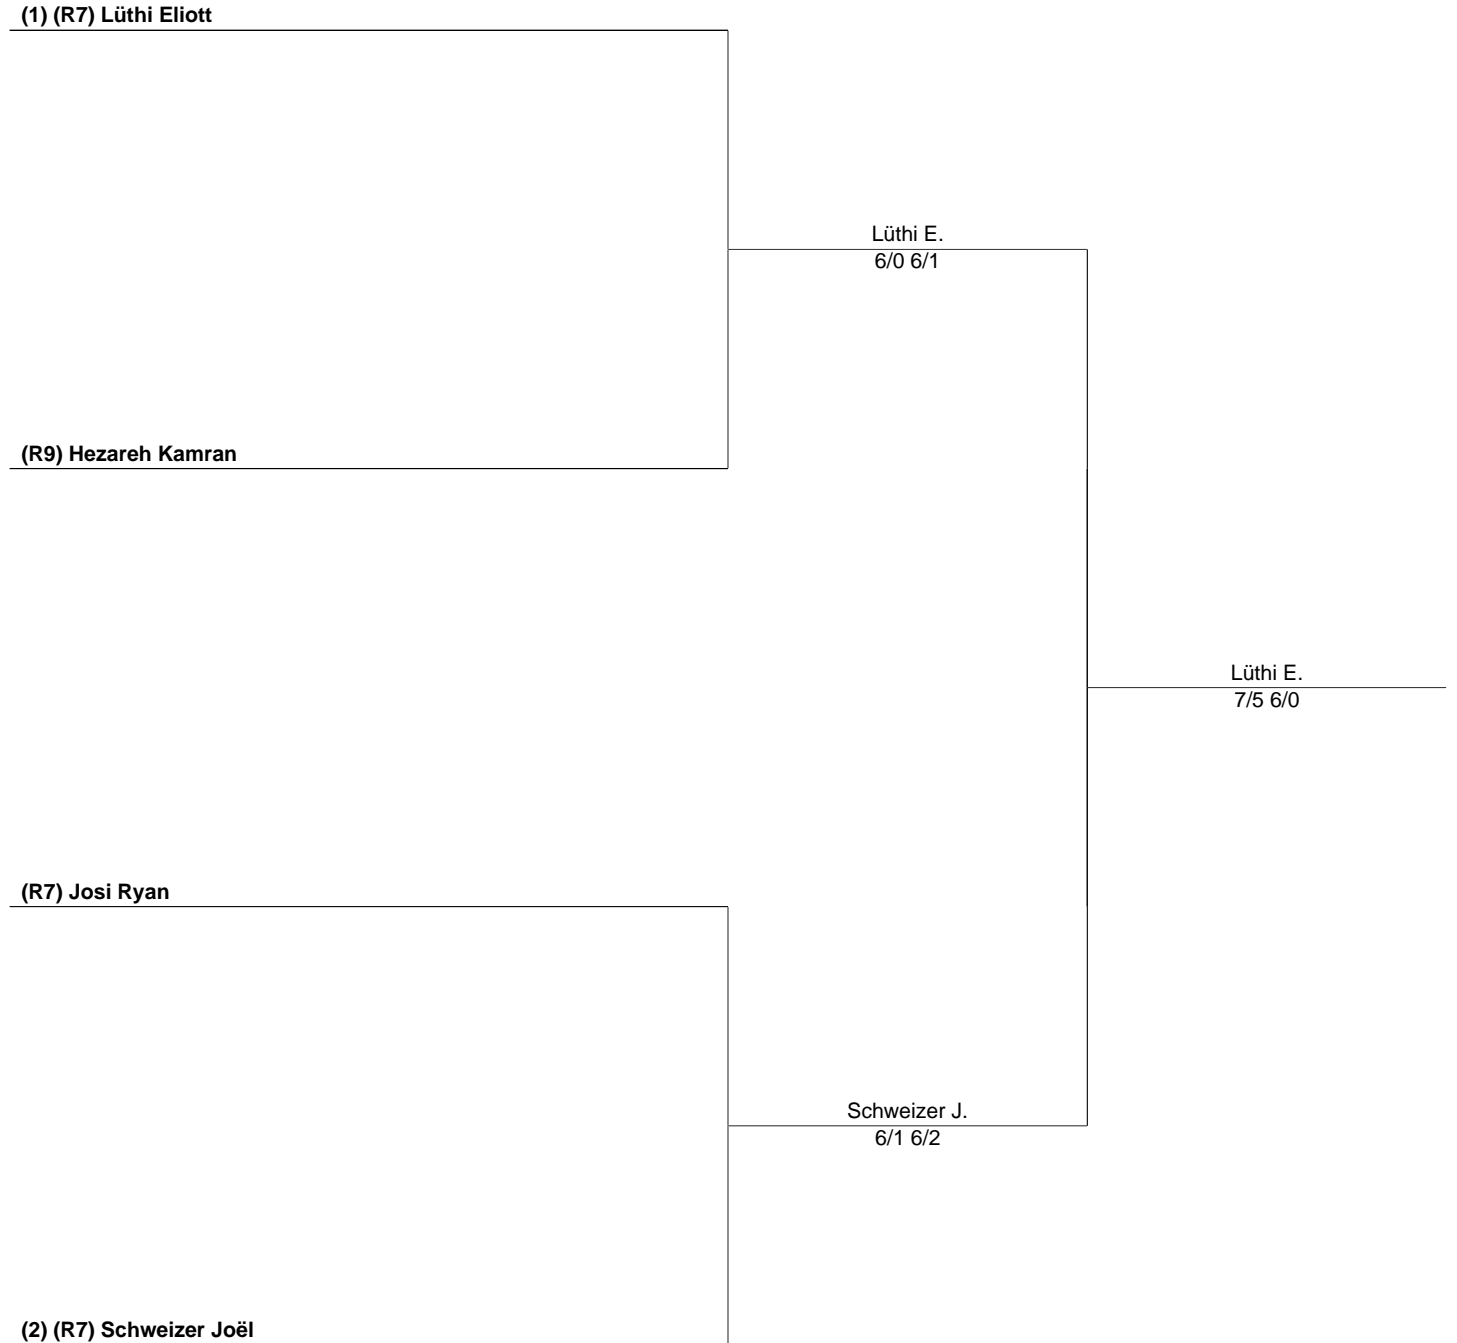 (1) (R7) Lüthi Eliott
Lüthi E.
6/0 6/1
(R9) Hezareh Kamran
Lüthi E.
7/5 6/0
(R7) Josi Ryan
Schweizer J.
6/1 6/2
(2) (R7) Schweizer Joël